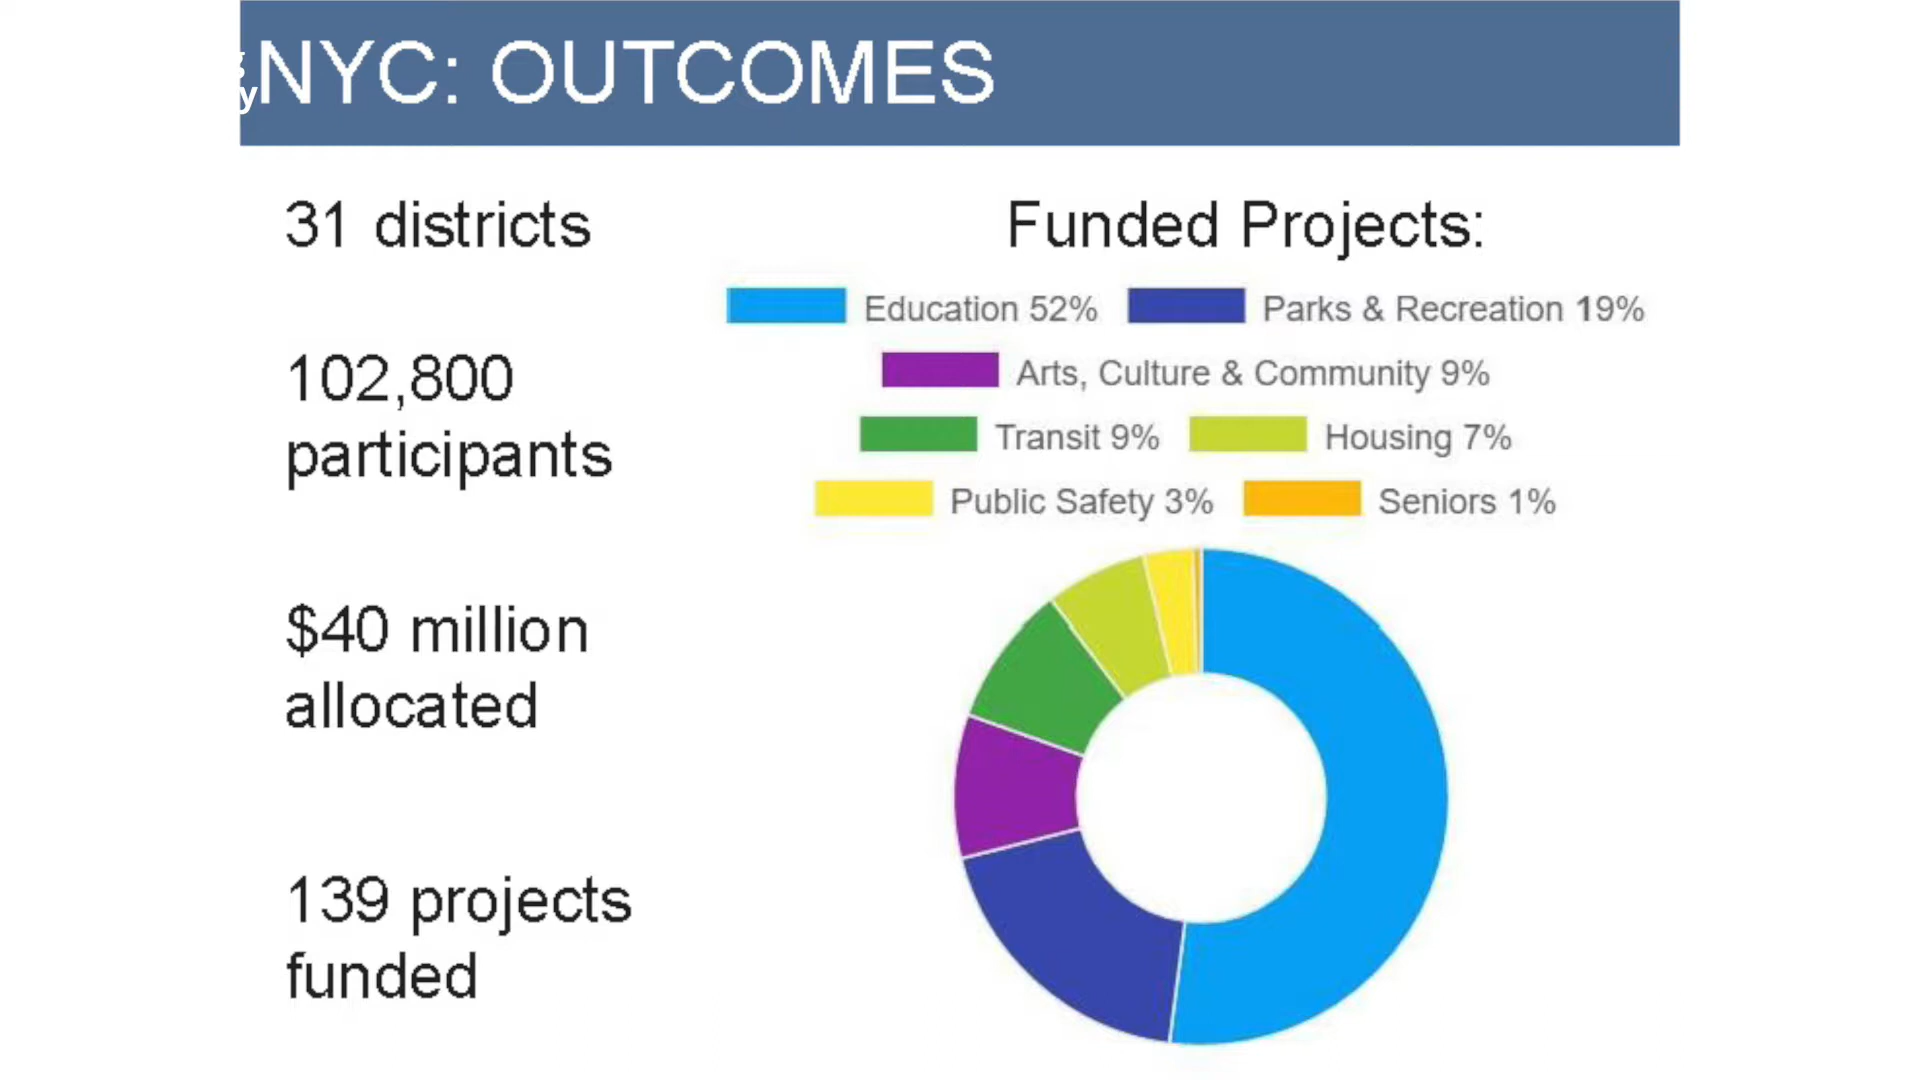 NYC: OUTCOMES
31 districts
102,800
participants
$40 million
allocated
139 projects
funded
Funded Projects:
Education 52% Parks & Recreation 19%
Arts, Culture & Community 9%
Transit 9% Housing 7%
Public Safety 3% Seniors 1%